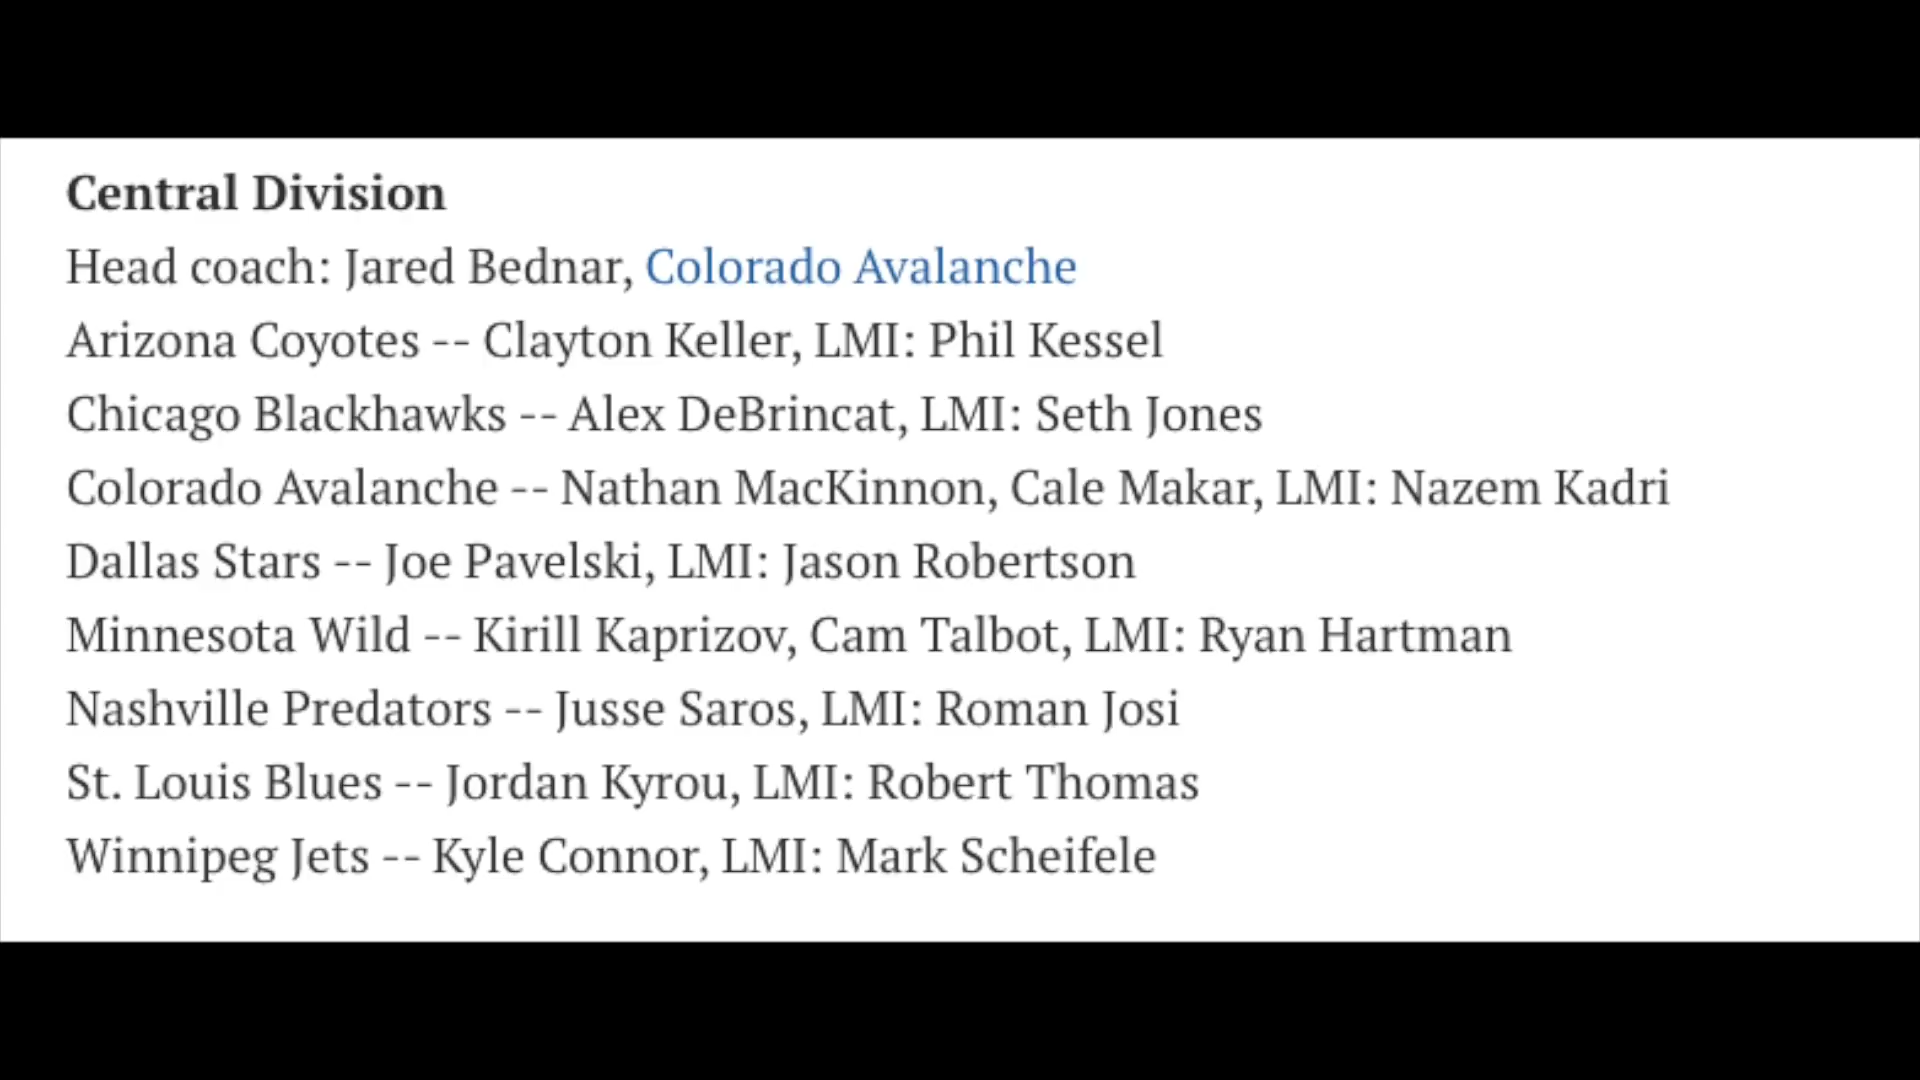 Central Division
Head coach: Jared Bednar, Colorado Avalanche
Arizona Coyotes -- Clayton Keller, LMI: Phil Kessel
Chicago Blackhawks -- Alex DeBrincat, LMI: Seth Jones
Colorado Avalanche -- Nathan MacKinnon, Cale Makar, LMI: Nazem Kadri
Dallas Stars -- Joe Pavelski, LMI: Jason Robertson
Minnesota Wild -- Kirill Kaprizov, Cam Talbot, LMI: Ryan Hartman
Nashville Predators -- Jusse Saros, LMI: Roman Josi
St. Louis Blues -- Jordan Kyrou, LMI: Robert Thomas
Winnipeg Jets -- Kyle Connor, LMI: Mark Scheifele